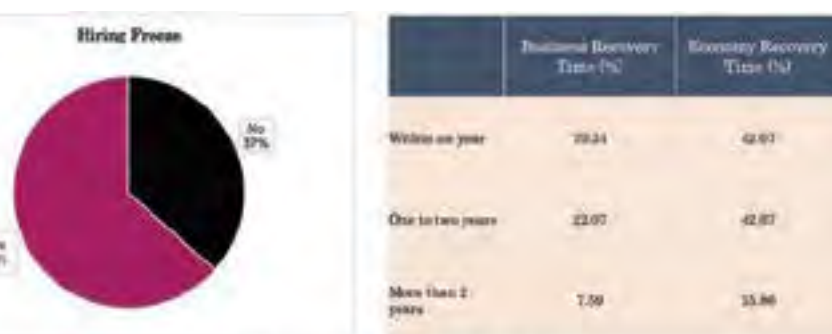 Hiring Freeze
No
37%
Business Recovery Economy Recovery
Time (%) Time (%)
Within on year 70.34 42.07
One to two years 22.07 42.07
More than 2
years 7.59 15.86